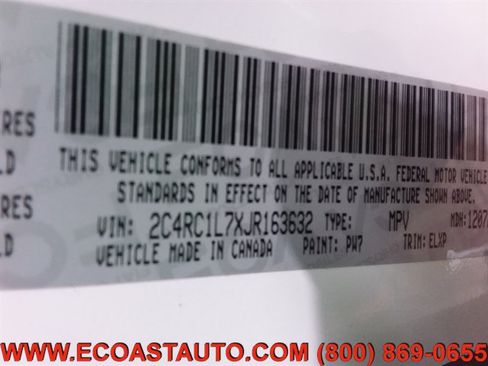 RES
THIS VEHICLE CONFORMS TO ALL APPLICABLE U.S.A. FEDERAL MOTOR VEHICLE
LD
STANDARDS IN EFFECT ON THE DATE OF MANUFACTURE SHOWN ABOVE.
RES
VIN: 2C4RC1L7XJR163632 TYPE: MPV MDH: 1207
LD
VEHICLE MADE IN CANADA PAINT: PW7 TRIM: ELXP
WWW.ECOASTAUTO.COM (800) 869-0655